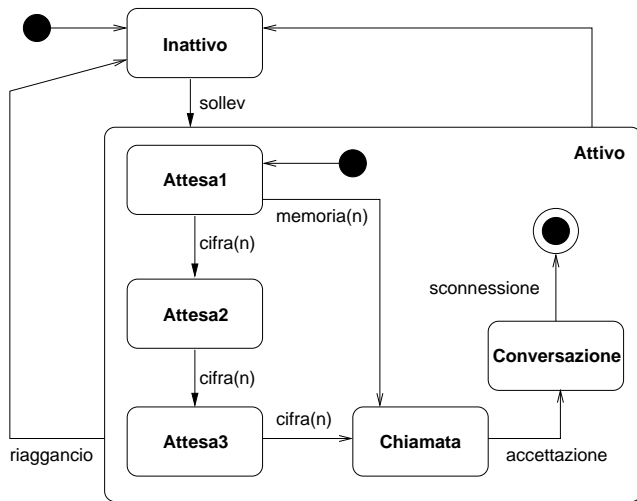 Inattivo
sollev
Attivo
Attesa1
memoria(n)
cifra(n)
sconnessione
Attesa2
Conversazione
cifra(n)
cifra(n)
Attesa3
Chiamata
riaggancio
accettazione